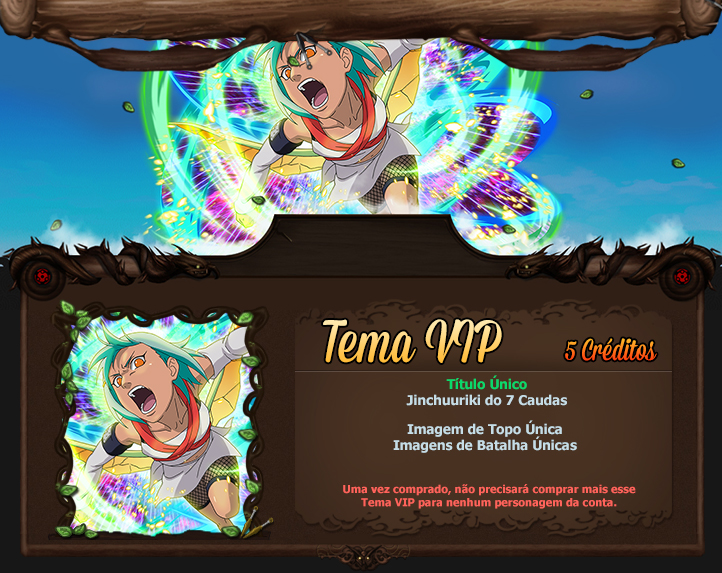 Tema VIP
5 Créditos
Título Único
Jinchuuriki do 7 Caudas
Imagem de Topo Única
Imagens de Batalha Únicas
Uma vez comprado, não precisará comprar mais esse
Tema VIP para nenhum personagem da conta.